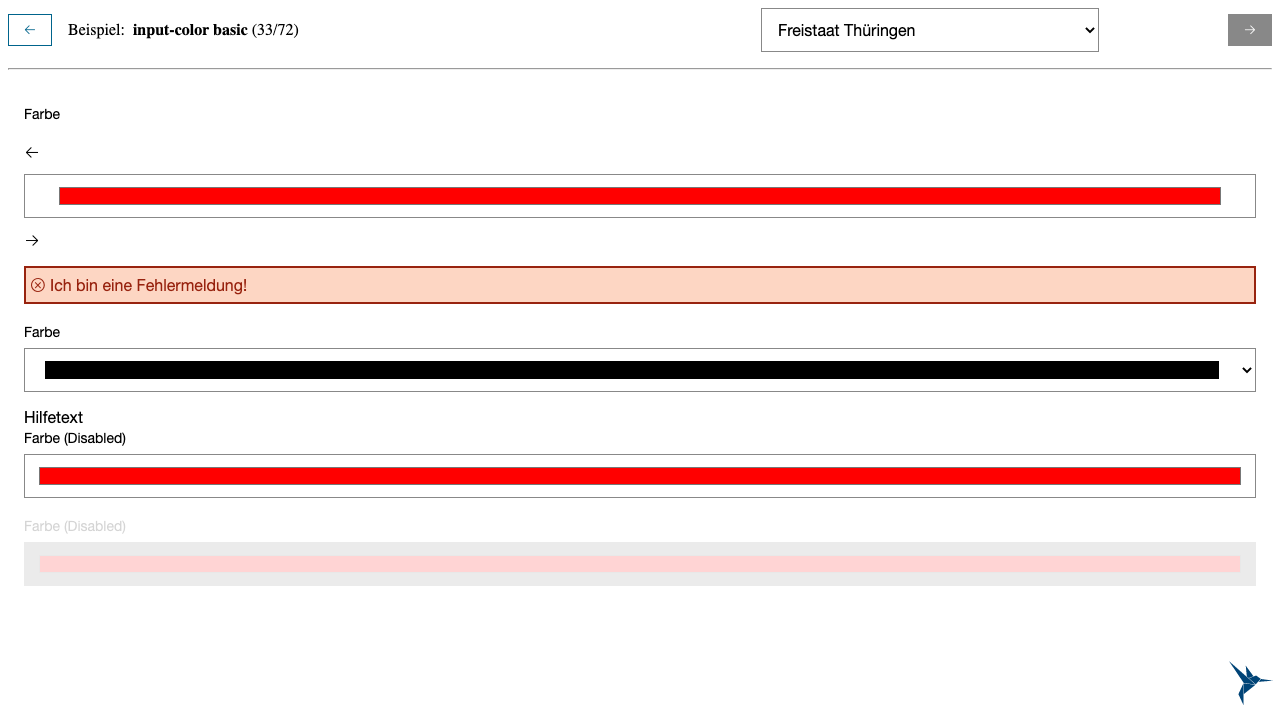 Beispiel: input-color basic (33/72)
Freistaat Thüringen
Farbe
Ich bin eine Fehlermeldung!
Farbe
Hilfetext
Farbe (Disabled)
Farbe (Disabled)